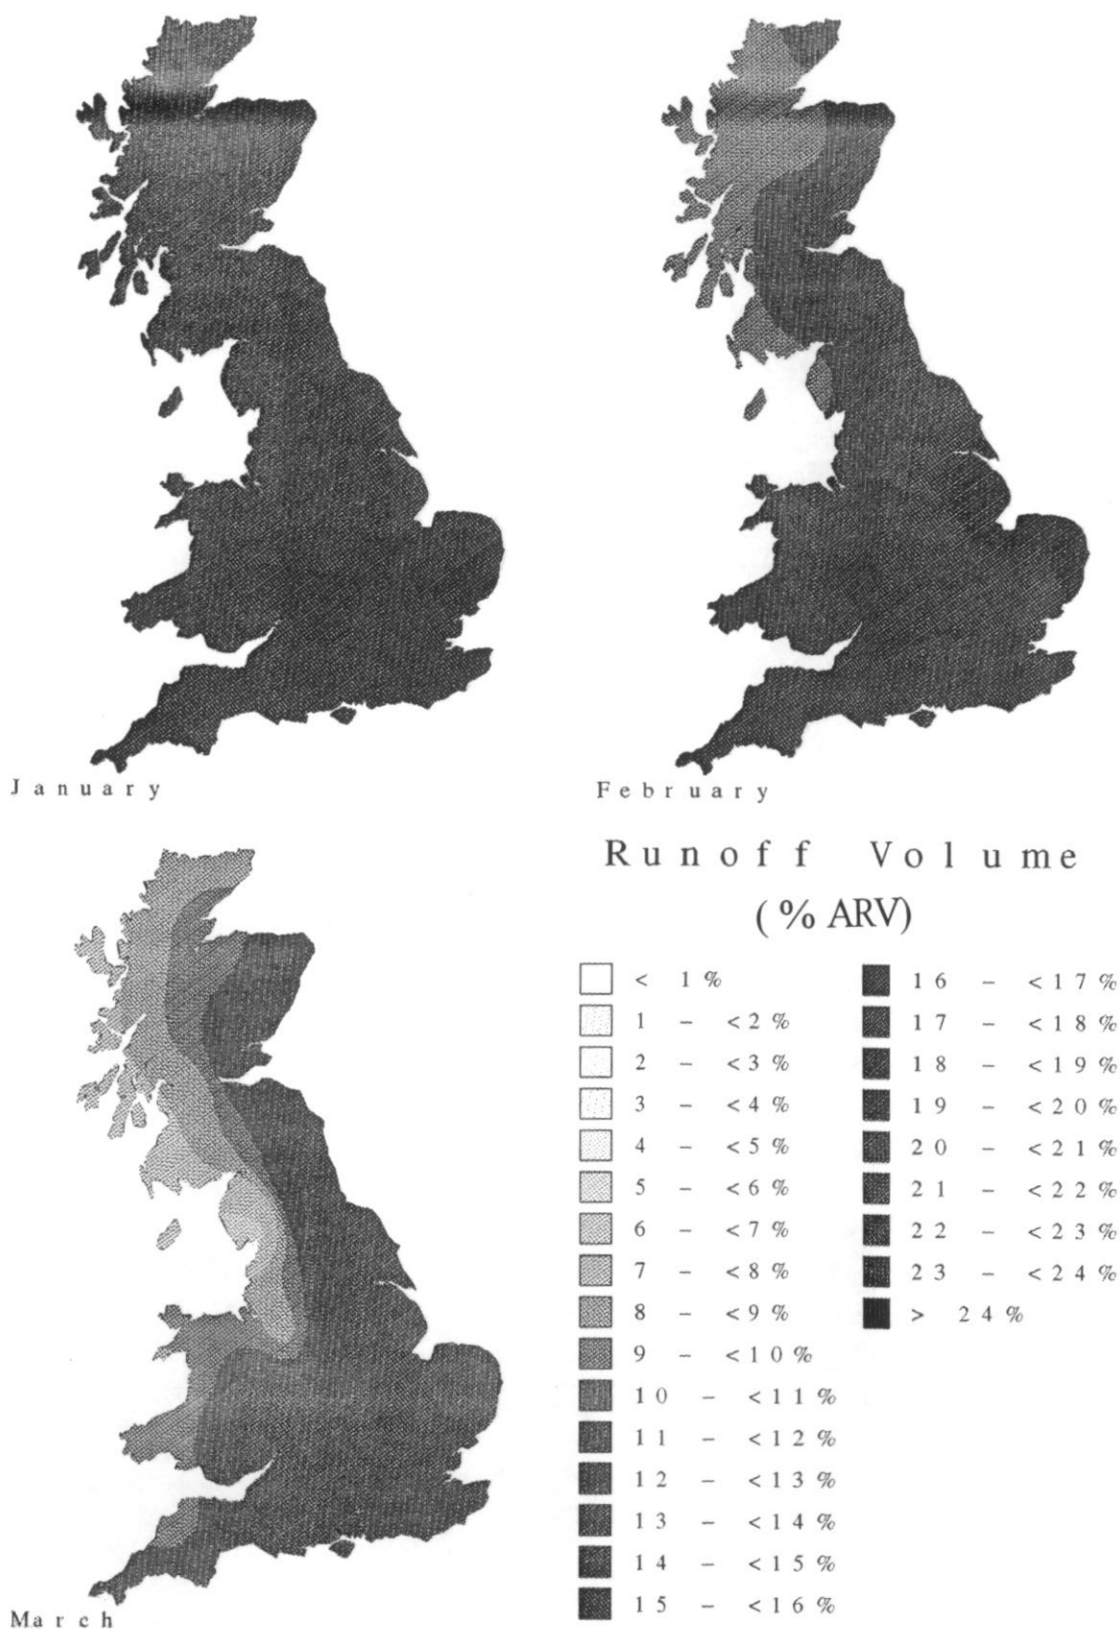 January
February
Runoff Volume
(% ARV)
< 1%
1 – <2%
2 – <3%
3 – <4%
4 – <5%
5 – <6%
6 – <7%
7 – <8%
8 – <9%
9 – <10%
10 – <11%
11 – <12%
12 – <13%
13 – <14%
14 – <15%
15 – <16%
16 – <17%
17 – <18%
18 – <19%
19 – <20%
20 – <21%
21 – <22%
22 – <23%
23 – <24%
> 24%
March